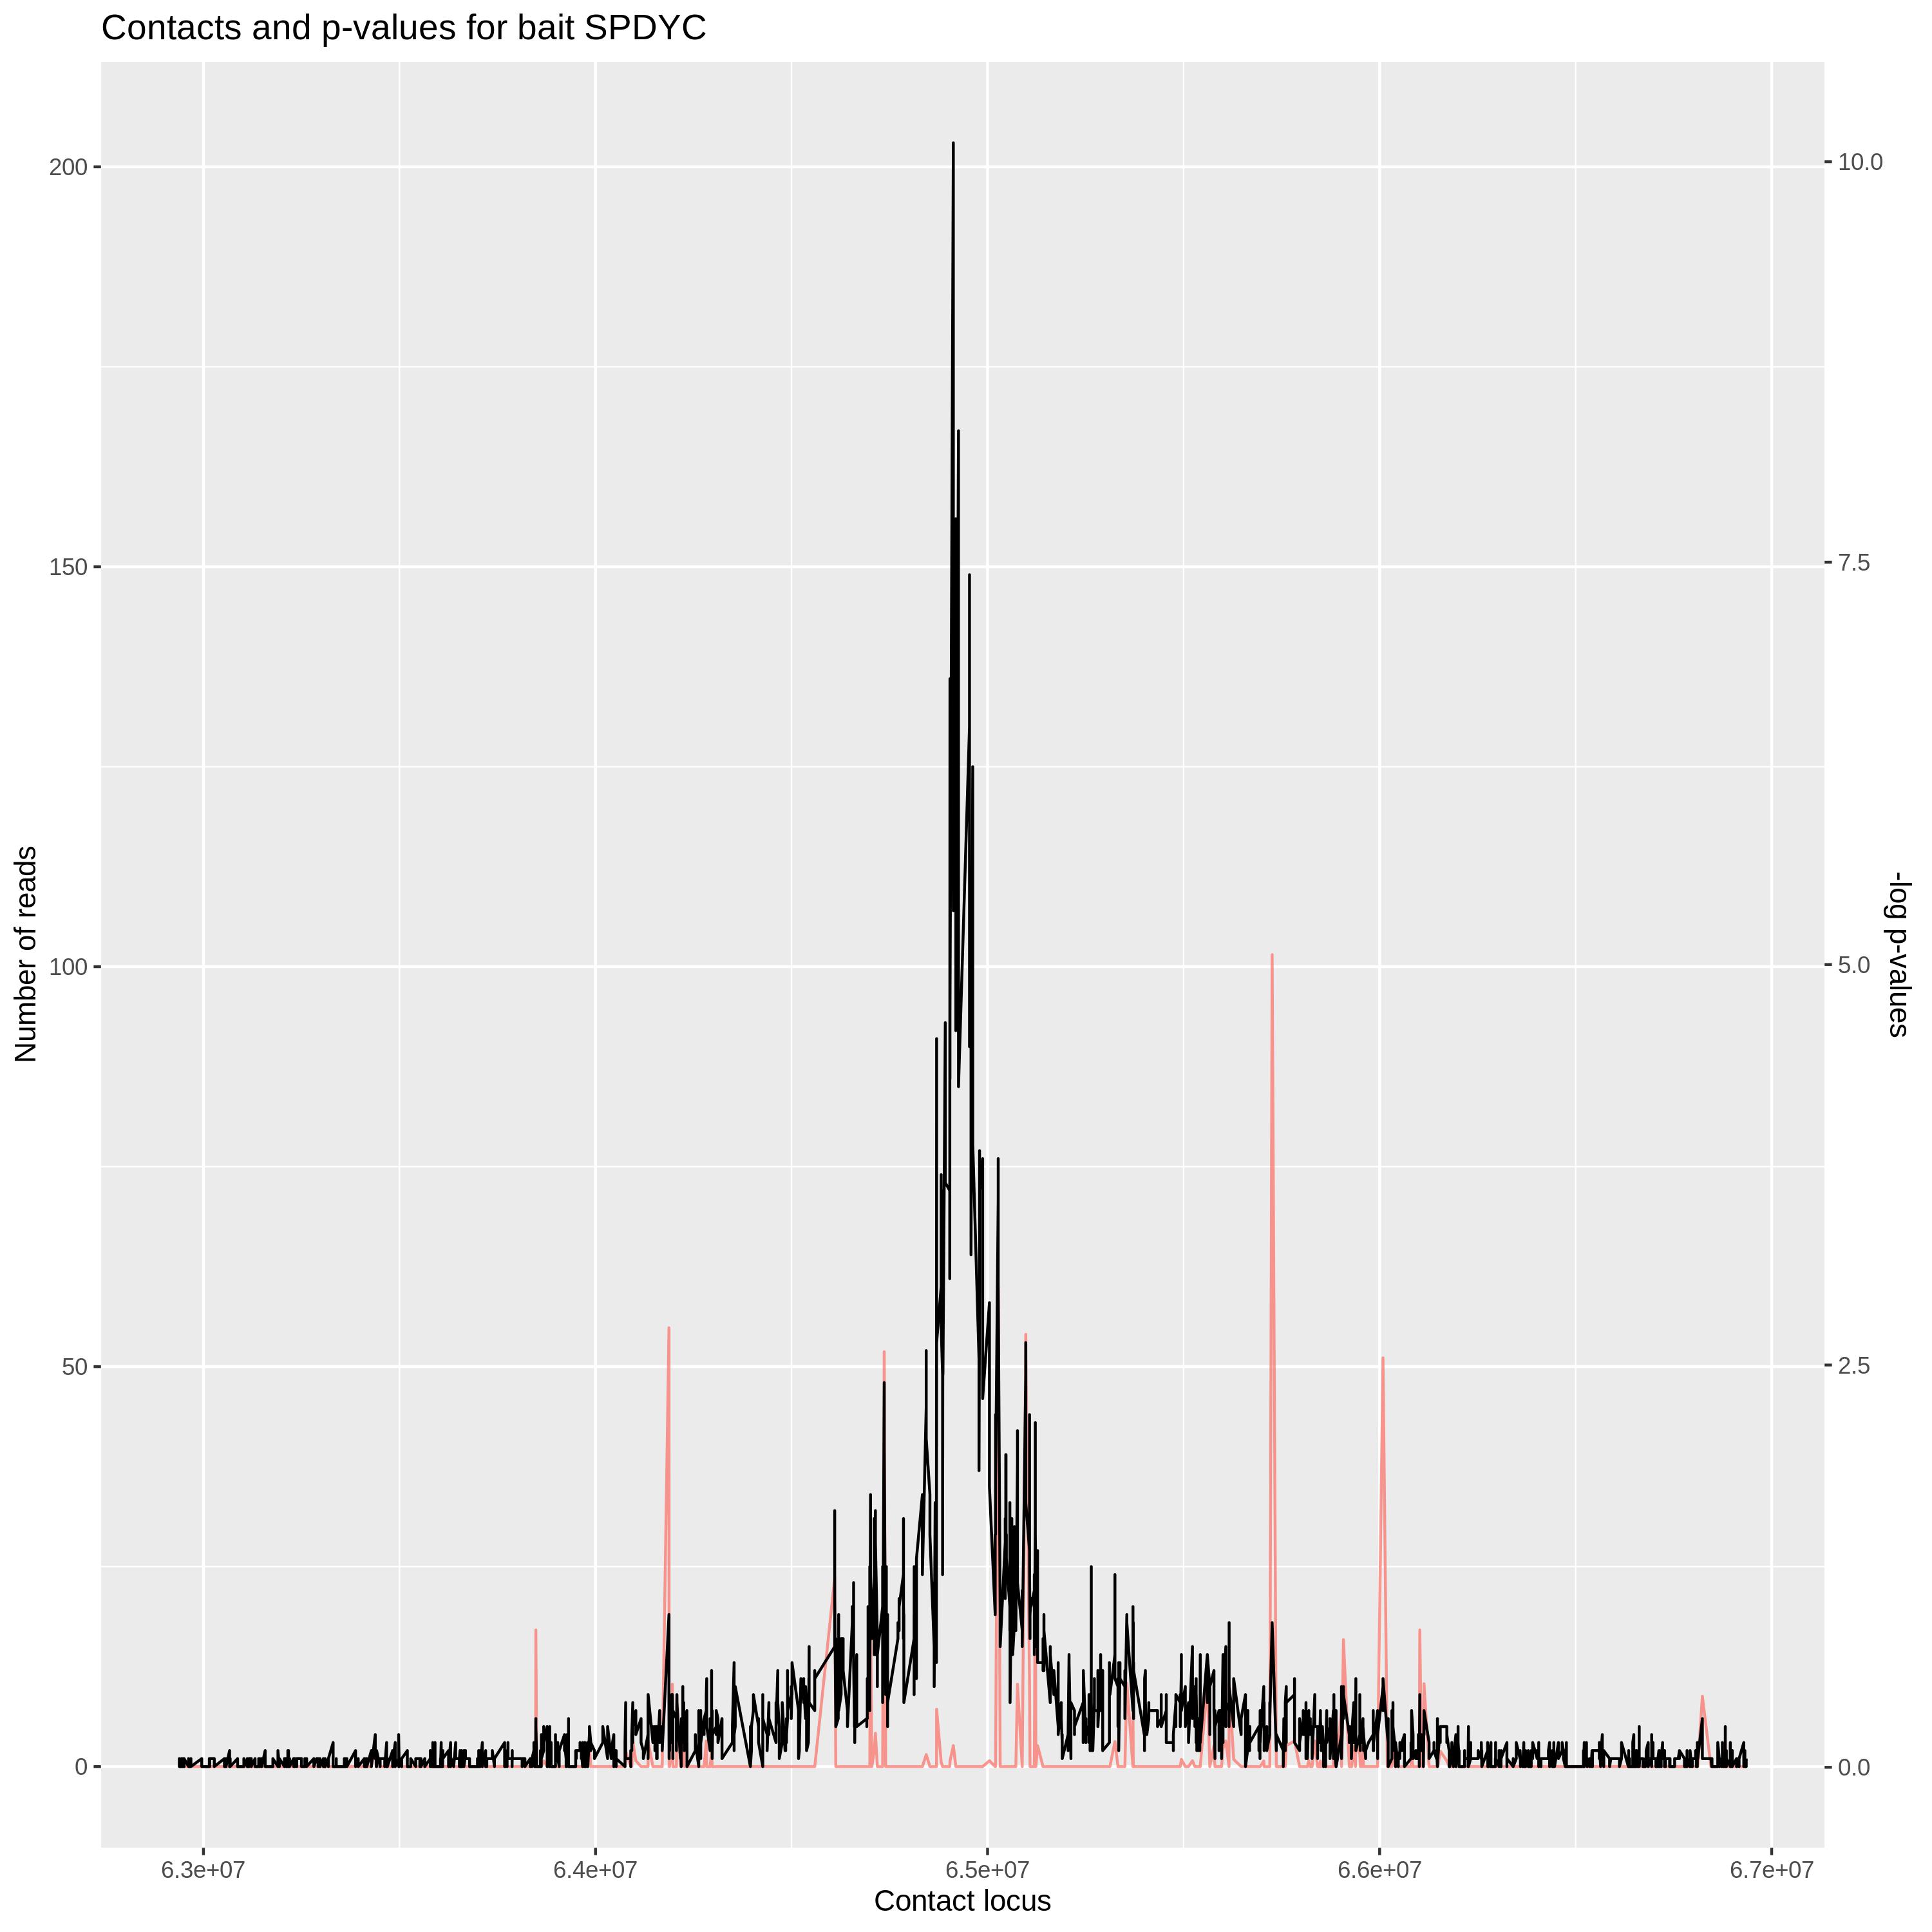 Contacts and p-values for bait SPDYC
200
150
100
50
0
10.0
7.5
5.0
2.5
0.0
Number of reads
-log p-values
6.3e+07 6.4e+07 6.5e+07 6.6e+07 6.7e+07
Contact locus